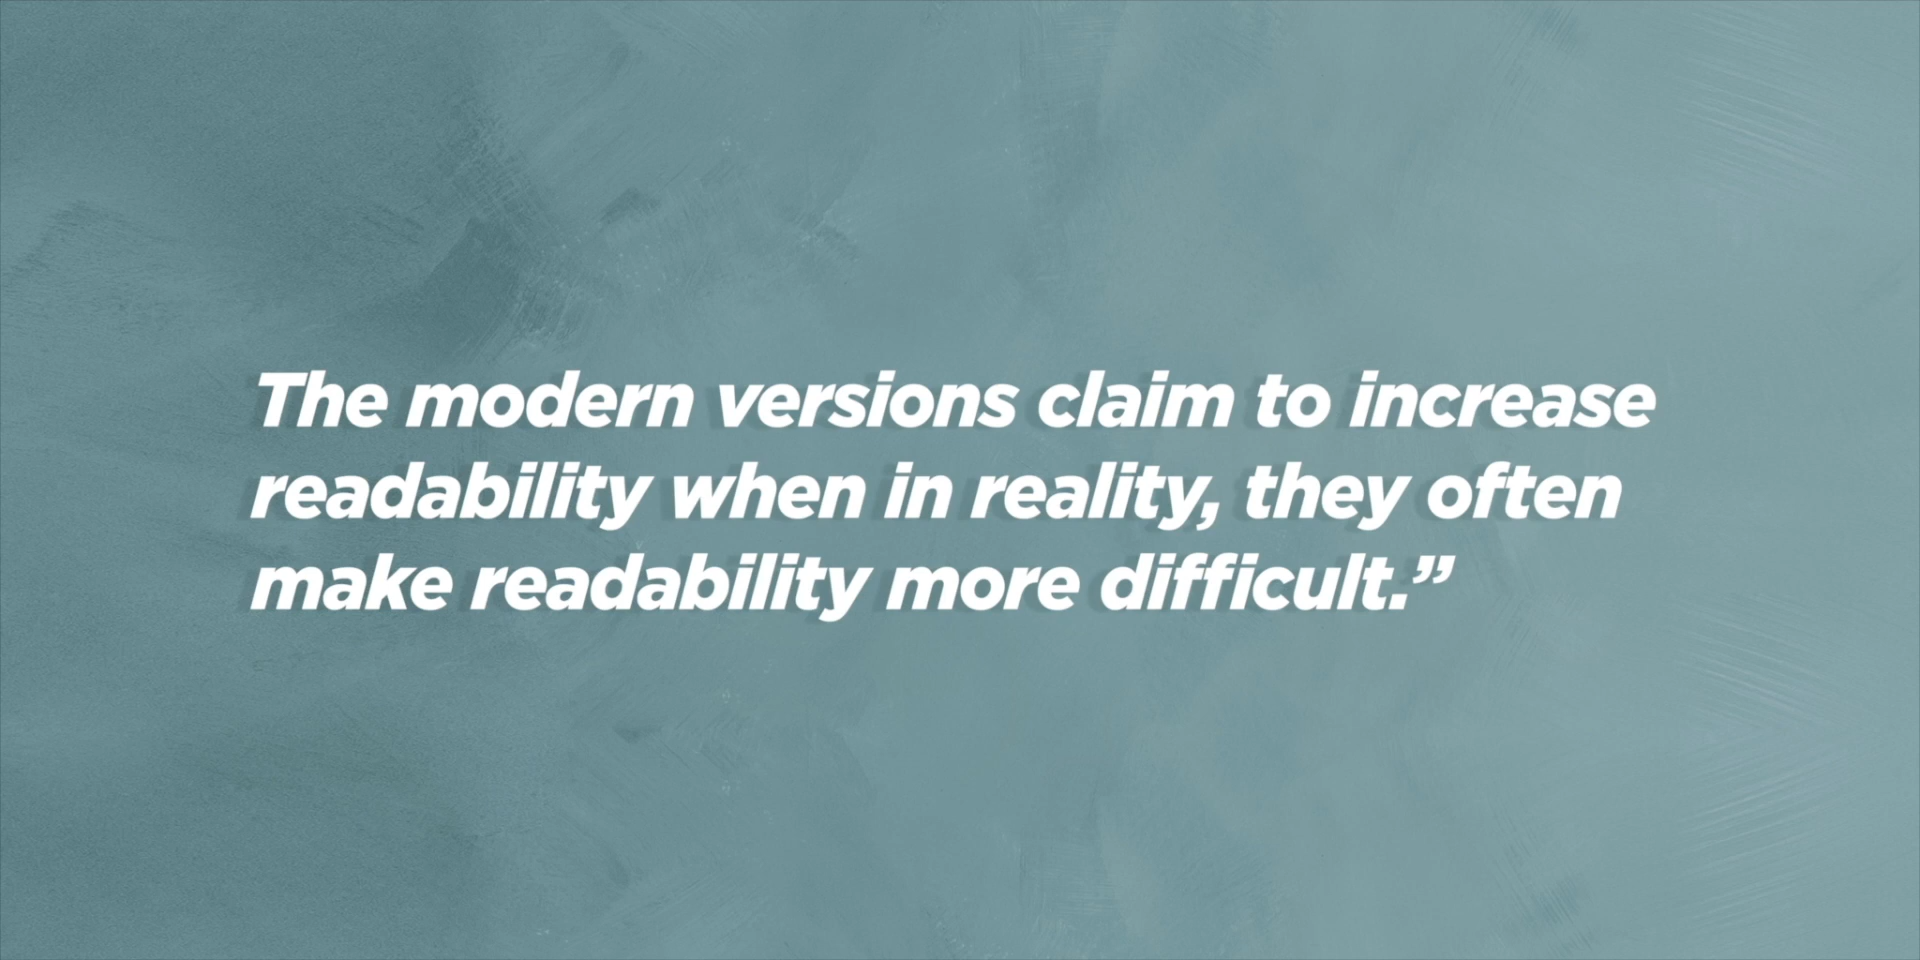 The modern versions claim to increase
readability when in reality, they often
make readability more difficult.”